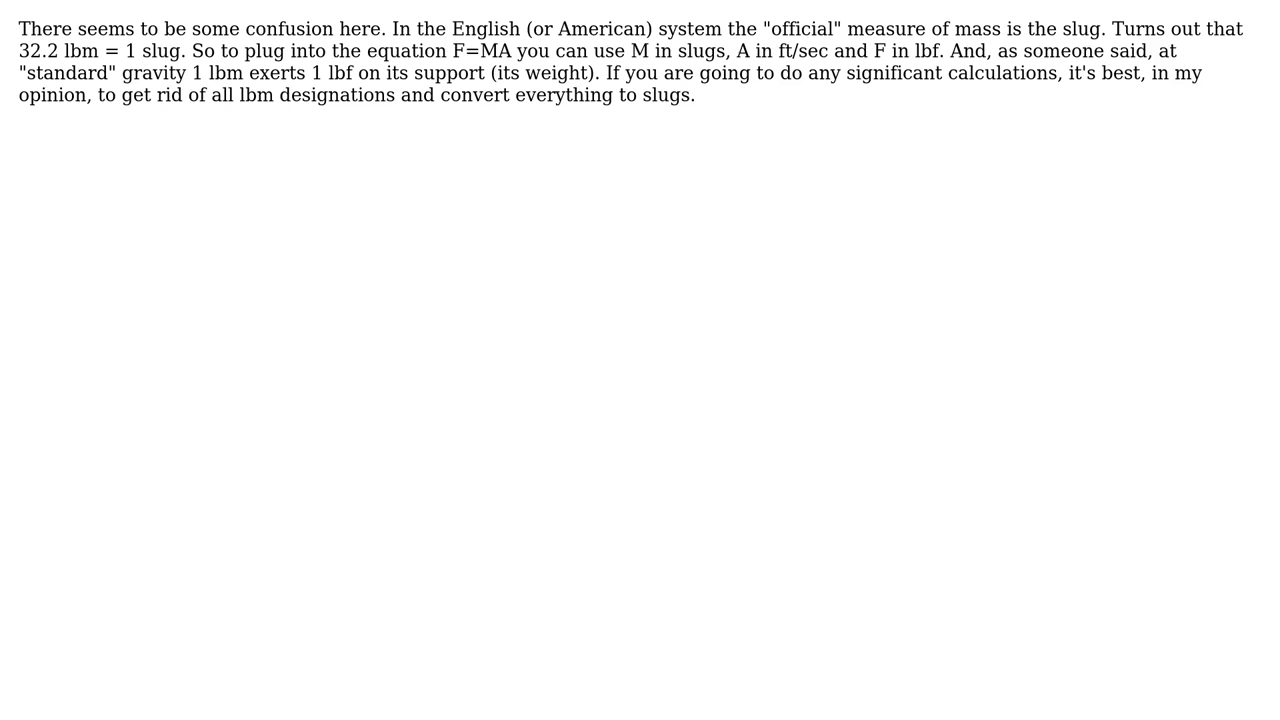 There seems to be some confusion here. In the English (or American) system the "official" measure of mass is the slug. Turns out that
32.2 lbm = 1 slug. So to plug into the equation F=MA you can use M in slugs, A in ft/sec and F in lbf. And, as someone said, at
"standard" gravity 1 lbm exerts 1 lbf on its support (its weight). If you are going to do any significant calculations, it's best, in my
opinion, to get rid of all lbm designations and convert everything to slugs.